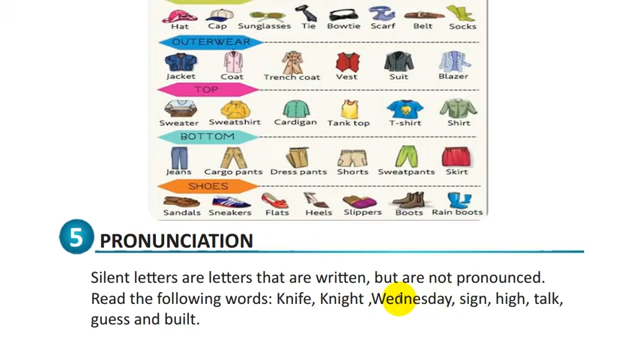 Hat Cap Sunglasses Tie Bowtie Scarf Belt Socks
OUTERWEAR
Jacket Coat Trench coat Vest Suit Blazer
TOP
Sweater Sweatshirt Cardigan Tank top T-shirt Shirt
BOTTOM
Jeans Cargo pants Dress pants Shorts Sweatpants Skirt
SHOES
Sandals Sneakers Flats Heels Slippers Boots Rain boots
5 PRONUNCIATION
Silent letters are letters that are written, but are not pronounced.
Read the following words: Knife, Knight ,Wednesday, sign, high, talk,
guess and built.